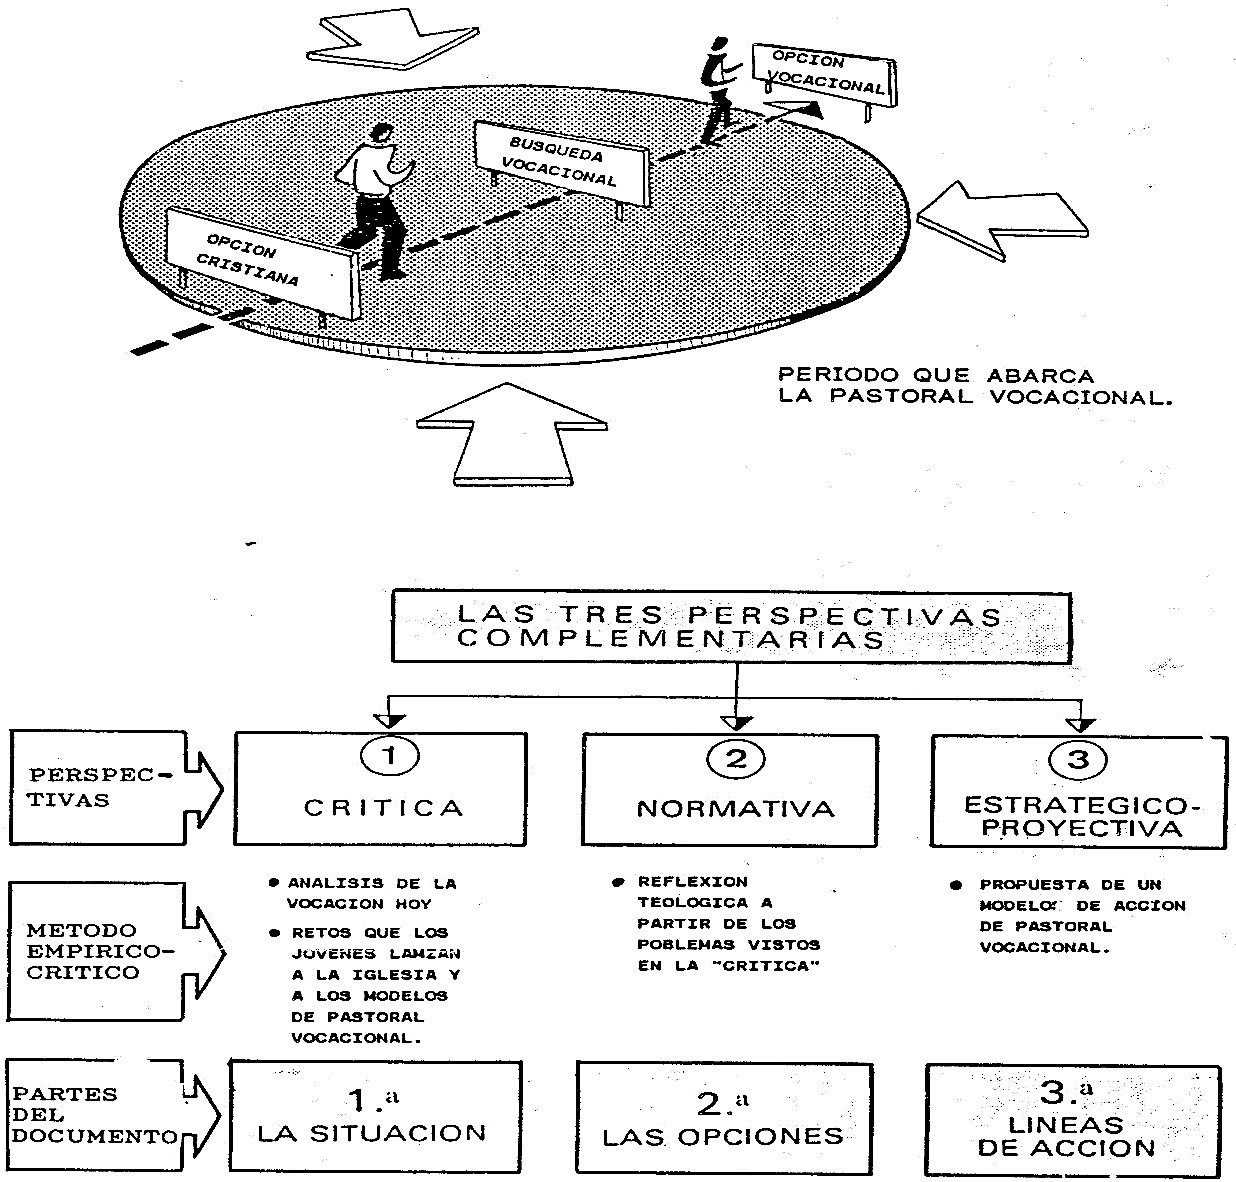 OPCION
VOCACIONAL
BUSQUEDA
VOCACIONAL
OPCION
CRISTIANA
PERIODO QUE ABARCA
LA PASTORAL VOCACIONAL.
LAS TRES PERSPECTIVAS
COMPLEMENTARIAS
PERSPEC-
TIVAS
1
CRITICA
2
NORMATIVA
3
ESTRATEGICO-
PROYECTIVA
METODO
EMPIRICO-
CRITICO
• ANALISIS DE LA
VOCACION HOY
• RETOS QUE LOS
JOVENES LAMZAN
A LA IGLESIA Y
A LOS MODELOS
DE PASTORAL
VOCACIONAL.
• REFLEXION
TEOLOGICA A
PARTIR DE LOS
POBLEMAS VISTOS
EN LA "CRITICA"
• PROPUESTA DE UN
MODELO: DE ACCION
DE PASTORAL
VOCACIONAL.
PARTES
DEL
DOCUMENTO
1.ª
LA SITUACION
2.ª
LAS OPCIONES
3.ª
LINEAS
DE ACCION